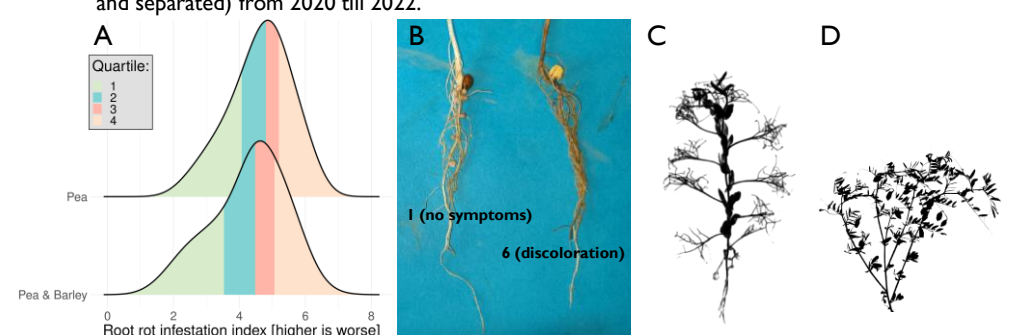 and separated) from 2020 till 2022.
A
B
C
D
Quartile:
1
2
3
4
Pea
1 (no symptoms)
6 (discoloration)
Pea & Barley
0 2 4 6 8
Root rot infestation index [higher is worse]